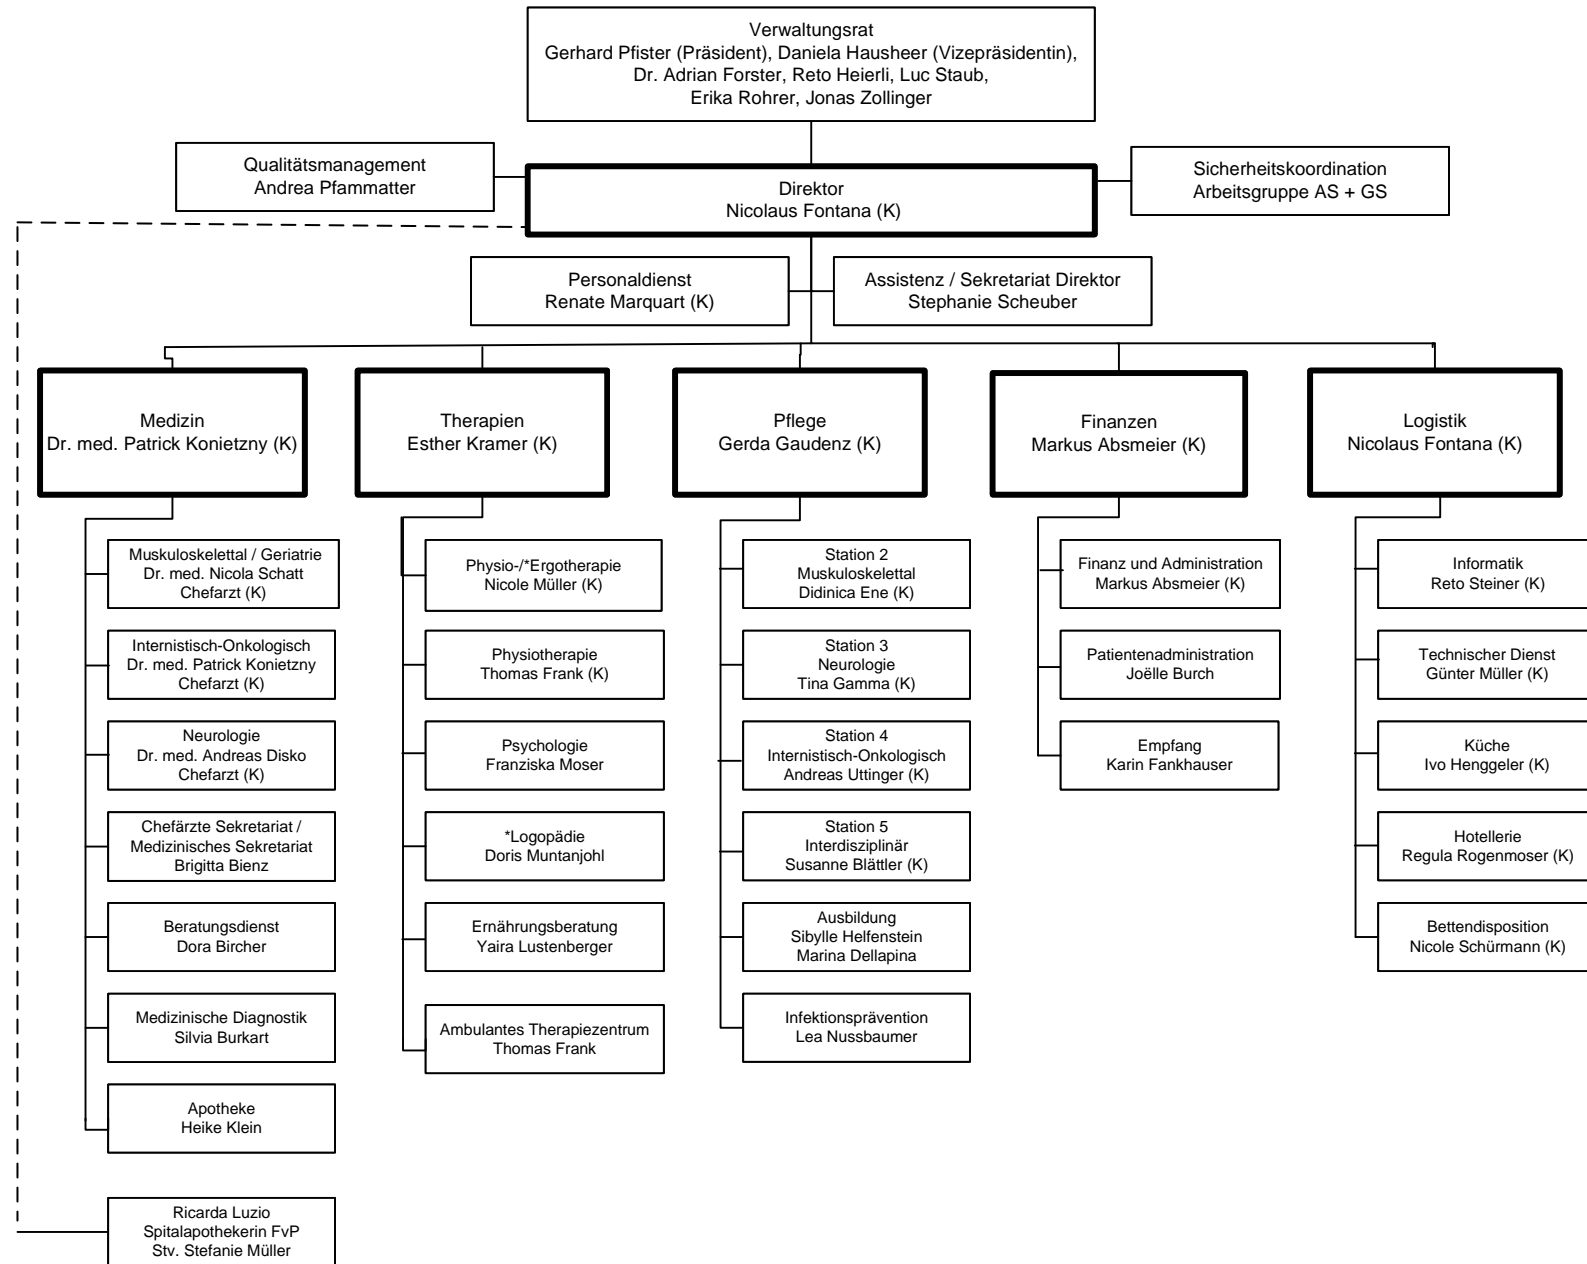 Verwaltungsrat
Gerhard Pfister (Präsident), Daniela Hausheer (Vizepräsidentin),
Dr. Adrian Forster, Reto Heierli, Luc Staub,
Erika Rohrer, Jonas Zollinger
Qualitätsmanagement
Andrea Pfammatter
Direktor
Nicolaus Fontana (K)
Sicherheitskoordination
Arbeitsgruppe AS + GS
Personaldienst
Renate Marquart (K)
Assistenz / Sekretariat Direktor
Stephanie Scheuber
Medizin
Dr. med. Patrick Konietzny (K)
Therapien
Esther Kramer (K)
Pflege
Gerda Gaudenz (K)
Finanzen
Markus Absmeier (K)
Logistik
Nicolaus Fontana (K)
Muskuloskelettal / Geriatrie
Dr. med. Nicola Schatt
Chefarzt (K)
Internistisch-Onkologisch
Dr. med. Patrick Konietzny
Chefarzt (K)
Neurologie
Dr. med. Andreas Disko
Chefarzt (K)
Chefärzte Sekretariat /
Medizinisches Sekretariat
Brigitta Bienz
Beratungsdienst
Dora Bircher
Medizinische Diagnostik
Silvia Burkart
Apotheke
Heike Klein
Ricarda Luzio
Spitalapothekerin FvP
Stv. Stefanie Müller
Physio-/*Ergotherapie
Nicole Müller (K)
Physiotherapie
Thomas Frank (K)
Psychologie
Franziska Moser
*Logopädie
Doris Muntanjohl
Ernährungsberatung
Yaira Lustenberger
Ambulantes Therapiezentrum
Thomas Frank
Station 2
Muskuloskelettal
Didinica Ene (K)
Station 3
Neurologie
Tina Gamma (K)
Station 4
Internistisch-Onkologisch
Andreas Uttinger (K)
Station 5
Interdisziplinär
Susanne Blättler (K)
Ausbildung
Sibylle Helfenstein
Marina Dellapina
Infektionsprävention
Lea Nussbaumer
Finanz und Administration
Markus Absmeier (K)
Patientenadministration
Joëlle Burch
Empfang
Karin Fankhauser
Informatik
Reto Steiner (K)
Technischer Dienst
Günter Müller (K)
Küche
Ivo Henggeler (K)
Hotellerie
Regula Rogenmoser (K)
Bettendisposition
Nicole Schürmann (K)